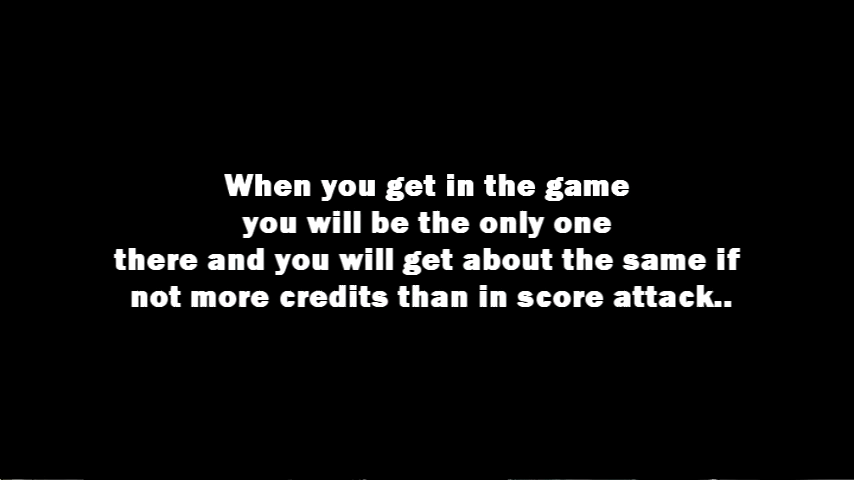 When you get in the game
you will be the only one
there and you will get about the same if
not more credits than in score attack..